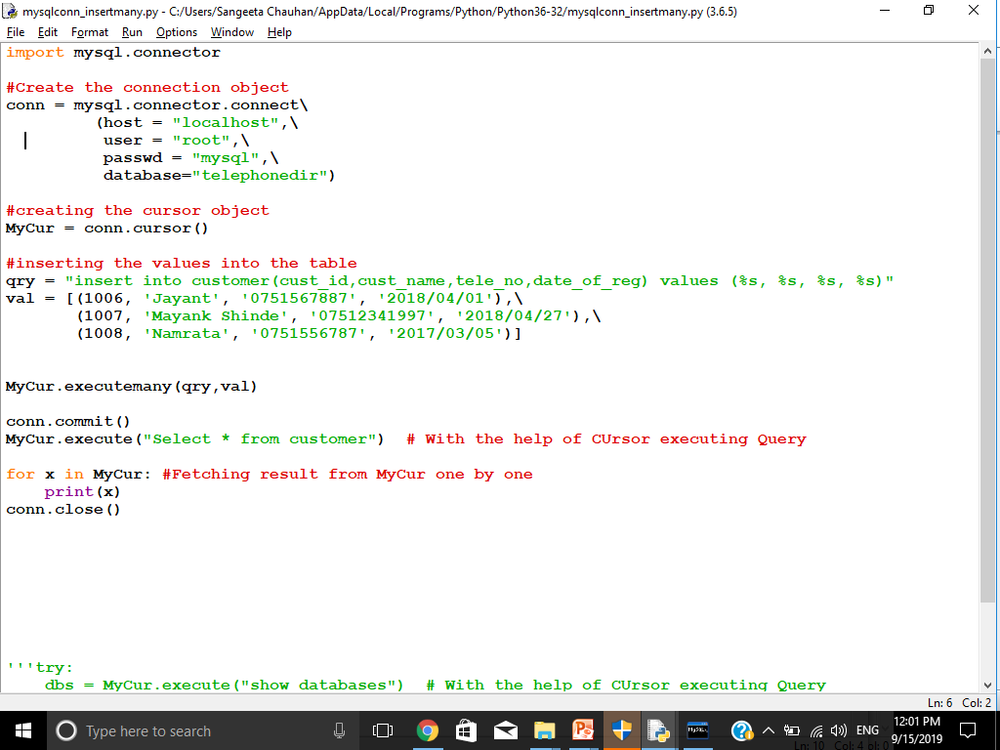 mysqlconn_insertmany.py - C:/Users/Sangeeta Chauhan/AppData/Local/Programs/Python/Python36-32/mysqlconn_insertmany.py (3.6.5)
File Edit Format Run Options Window Help
import mysql.connector
#Create the connection object
conn = mysql.connector.connect\
(host = "localhost",\
user = "root",\
passwd = "mysql",\
database="telephonedir")
#creating the cursor object
MyCur = conn.cursor()
#inserting the values into the table
qry = "insert into customer(cust_id,cust_name,tele_no,date_of_reg) values (%s, %s, %s, %s)"
val = [(1006, 'Jayant', '0751567887', '2018/04/01'),\
(1007, 'Mayank Shinde', '07512341997', '2018/04/27'),\
(1008, 'Namrata', '0751556787', '2017/03/05')]
MyCur.executemany(qry,val)
conn.commit()
MyCur.execute("Select * from customer")  # With the help of CUrsor executing Query
for x in MyCur: #Fetching result from MyCur one by one
print(x)
conn.close()
'''try:
dbs = MyCur.execute("show databases")  # With the help of CUrsor executing Query
Ln: 6 Col: 2
Type here to search
MySQL
ENG
12:01 PM
9/15/2019